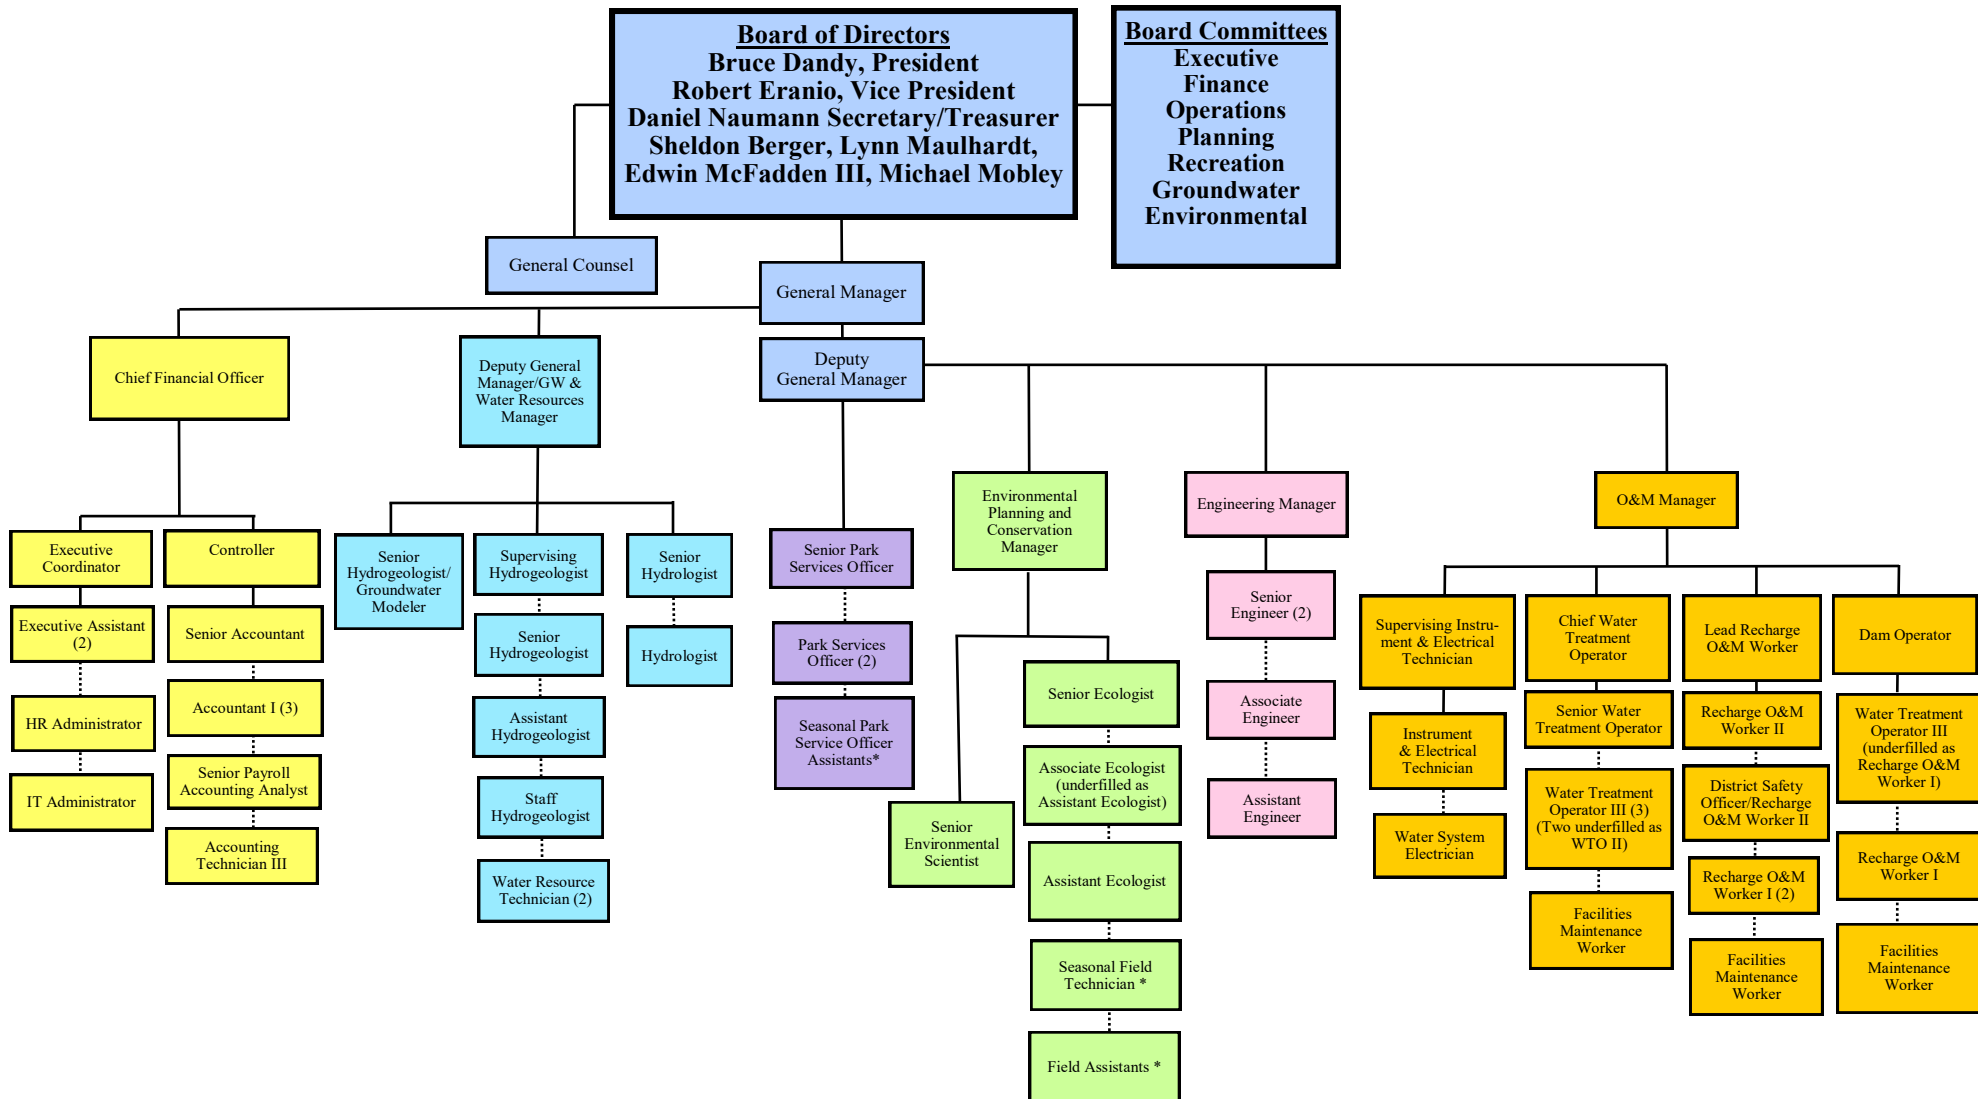 Board of Directors
Bruce Dandy, President
Robert Eranio, Vice President
Daniel Naumann Secretary/Treasurer
Sheldon Berger, Lynn Maulhardt,
Edwin McFadden III, Michael Mobley
Board Committees
Executive
Finance
Operations
Planning
Recreation
Groundwater
Environmental
General Counsel
General Manager
Chief Financial Officer
Deputy General
Manager/GW &
Water Resources
Manager
Deputy
General Manager
Environmental
Planning and
Conservation
Manager
Engineering Manager
O&M Manager
Executive
Coordinator
Executive Assistant
(2)
HR Administrator
IT Administrator
Controller
Senior Accountant
Accountant I (3)
Senior Payroll
Accounting Analyst
Accounting
Technician III
Senior
Hydrogeologist/
Groundwater
Modeler
Supervising
Hydrogeologist
Senior
Hydrogeologist
Assistant
Hydrogeologist
Staff
Hydrogeologist
Water Resource
Technician (2)
Senior
Hydrologist
Hydrologist
Senior Park
Services Officer
Park Services
Officer (2)
Seasonal Park
Service Officer
Assistants*
Senior
Environmental
Scientist
Senior Ecologist
Associate Ecologist
(underfilled as
Assistant Ecologist)
Assistant Ecologist
Seasonal Field
Technician *
Field Assistants *
Senior
Engineer (2)
Associate
Engineer
Assistant
Engineer
Supervising Instru-
ment & Electrical
Technician
Instrument
& Electrical
Technician
Water System
Electrician
Chief Water
Treatment
Operator
Senior Water
Treatment Operator
Water Treatment
Operator III (3)
(Two underfilled as
WTO II)
Facilities
Maintenance
Worker
Lead Recharge
O&M Worker
Recharge O&M
Worker II
District Safety
Officer/Recharge
O&M Worker II
Recharge O&M
Worker I (2)
Facilities
Maintenance
Worker
Dam Operator
Water Treatment
Operator III
(underfilled as
Recharge O&M
Worker I)
Recharge O&M
Worker I
Facilities
Maintenance
Worker